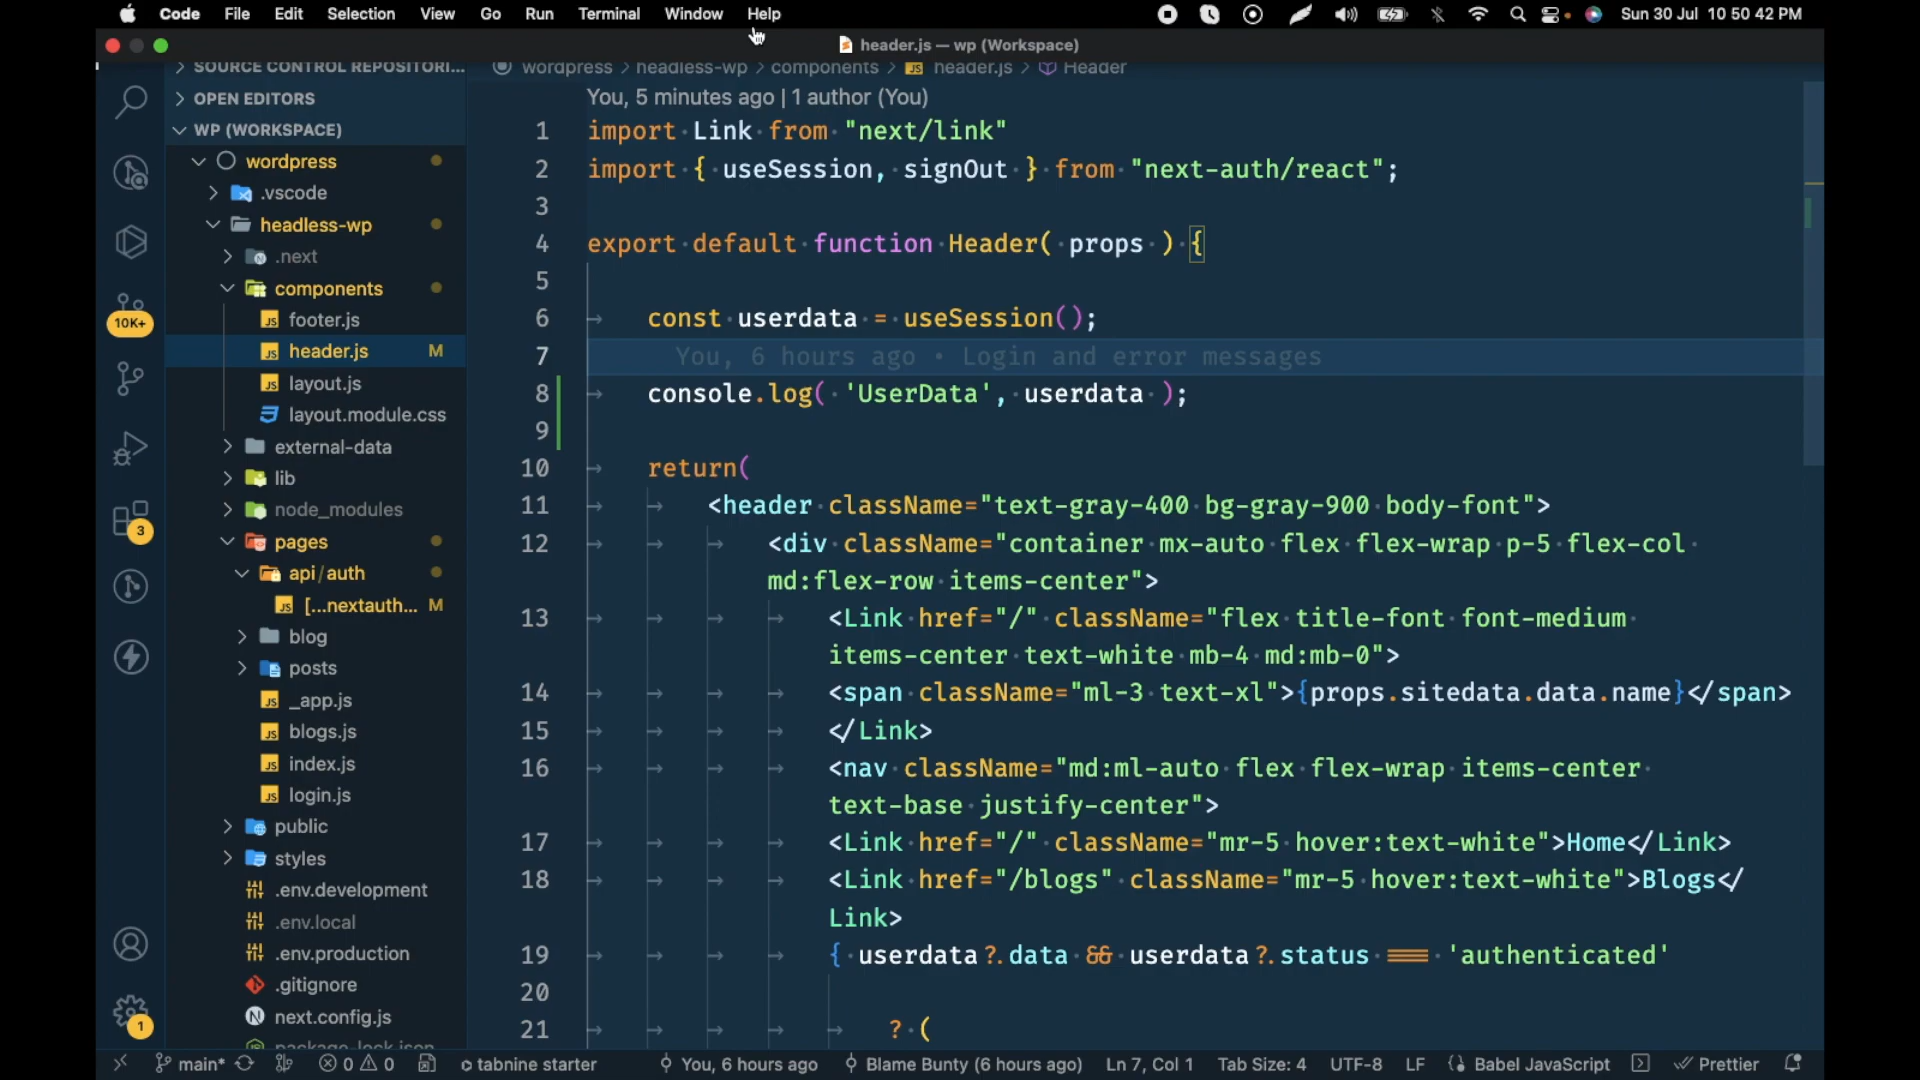 Code File Edit Selection View Go Run Terminal Window Help Sun 30 Jul 10 50 42 PM
header.js — wp (Workspace)
SOURCE CONTROL REPOSITORI...
OPEN EDITORS
WP (WORKSPACE)
wordpress
.vscode
headless-wp
.next
components
footer.js
header.js M
layout.js
layout.module.css
external-data
lib
node_modules
pages
api/auth
[...nextauth... M
blog
posts
_app.js
blogs.js
index.js
login.js
public
styles
.env.development
.env.local
.env.production
.gitignore
next.config.js
package-lock.json
10K+
3
1
wordpress > headless-wp > components > header.js > Header
You, 5 minutes ago | 1 author (You)
1 import Link from "next/link"
2 import { useSession, signOut } from "next-auth/react";
3
4 export default function Header( props ) {
5
6 const userdata = useSession();
7 You, 6 hours ago • Login and error messages
8 console.log( 'UserData', userdata );
9
10 return(
11 <header className="text-gray-400 bg-gray-900 body-font">
12 <div className="container mx-auto flex flex-wrap p-5 flex-col
md:flex-row items-center">
13 <Link href="/" className="flex title-font font-medium
items-center text-white mb-4 md:mb-0">
14 <span className="ml-3 text-xl">{props.sitedata.data.name}</span>
15 </Link>
16 <nav className="md:ml-auto flex flex-wrap items-center
text-base justify-center">
17 <Link href="/" className="mr-5 hover:text-white">Home</Link>
18 <Link href="/blogs" className="mr-5 hover:text-white">Blogs</
Link>
19 { userdata?.data && userdata?.status === 'authenticated'
20
21 ? (
main* 0 0 tabnine starter You, 6 hours ago Blame Bunty (6 hours ago) Ln 7, Col 1 Tab Size: 4 UTF-8 LF Babel JavaScript Prettier